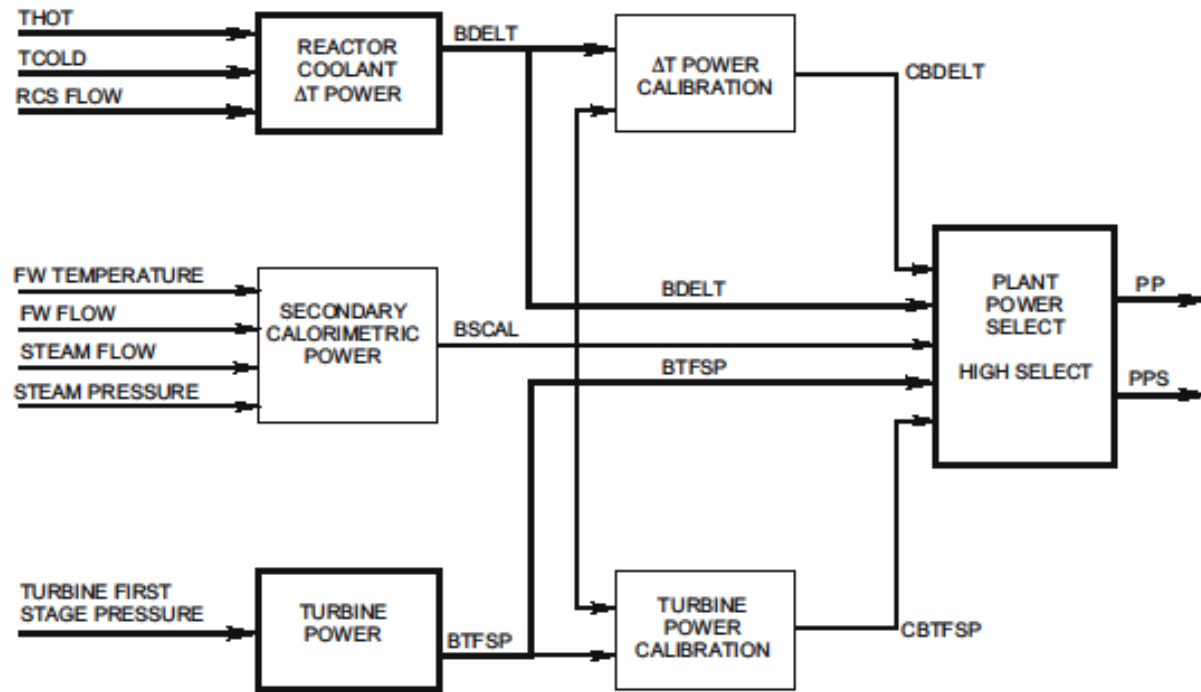 THOT
TCOLD
RCS FLOW
REACTOR
COOLANT
ΔT POWER
BDELT
ΔT POWER
CALIBRATION
CBDELT
FW TEMPERATURE
FW FLOW
STEAM FLOW
STEAM PRESSURE
SECONDARY
CALORIMETRIC
POWER
BSCAL
BDELT
BTFSP
PLANT
POWER
SELECT
HIGH SELECT
PP
PPS
TURBINE FIRST
STAGE PRESSURE
TURBINE
POWER
BTFSP
TURBINE
POWER
CALIBRATION
CBTFSP